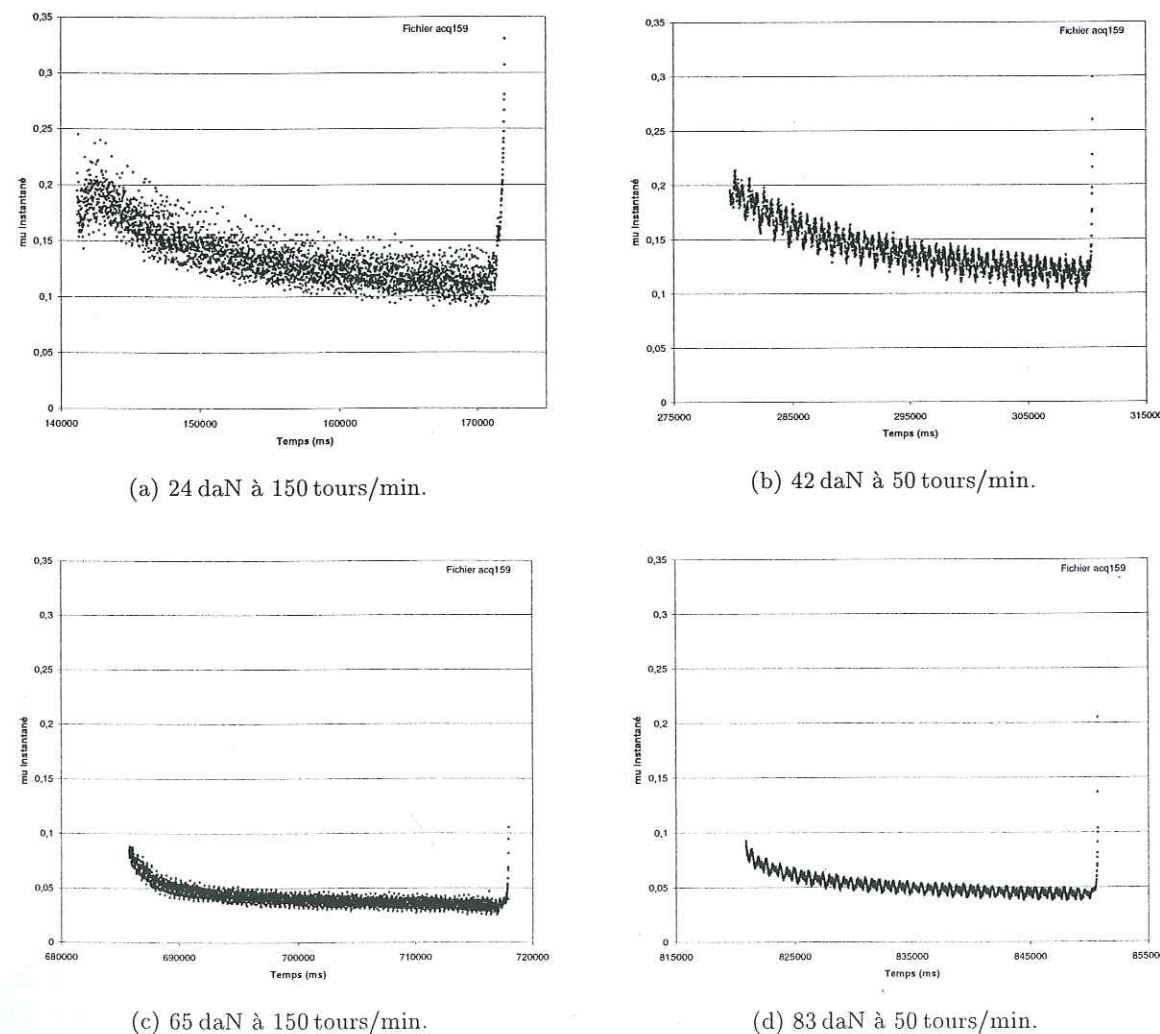 Fichier acq159
0,35
0,3
0,25
0,2
0,15
0,1
0,05
0
mu Instantané
140000 150000 160000 170000
Temps (ms)
(a) 24 daN à 150 tours/min.
Fichier acq159
0,35
0,3
0,25
0,2
0,15
0,1
0,05
0
mu Instantané
275000 285000 295000 305000 315000
Temps (ms)
(b) 42 daN à 50 tours/min.
Fichier acq159
0,35
0,3
0,25
0,2
0,15
0,1
0,05
0
mu Instantané
680000 690000 700000 710000 720000
Temps (ms)
(c) 65 daN à 150 tours/min.
Fichier acq159
0,35
0,3
0,25
0,2
0,15
0,1
0,05
0
mu Instantané
815000 825000 835000 845000 855000
Temps (ms)
(d) 83 daN à 50 tours/min.